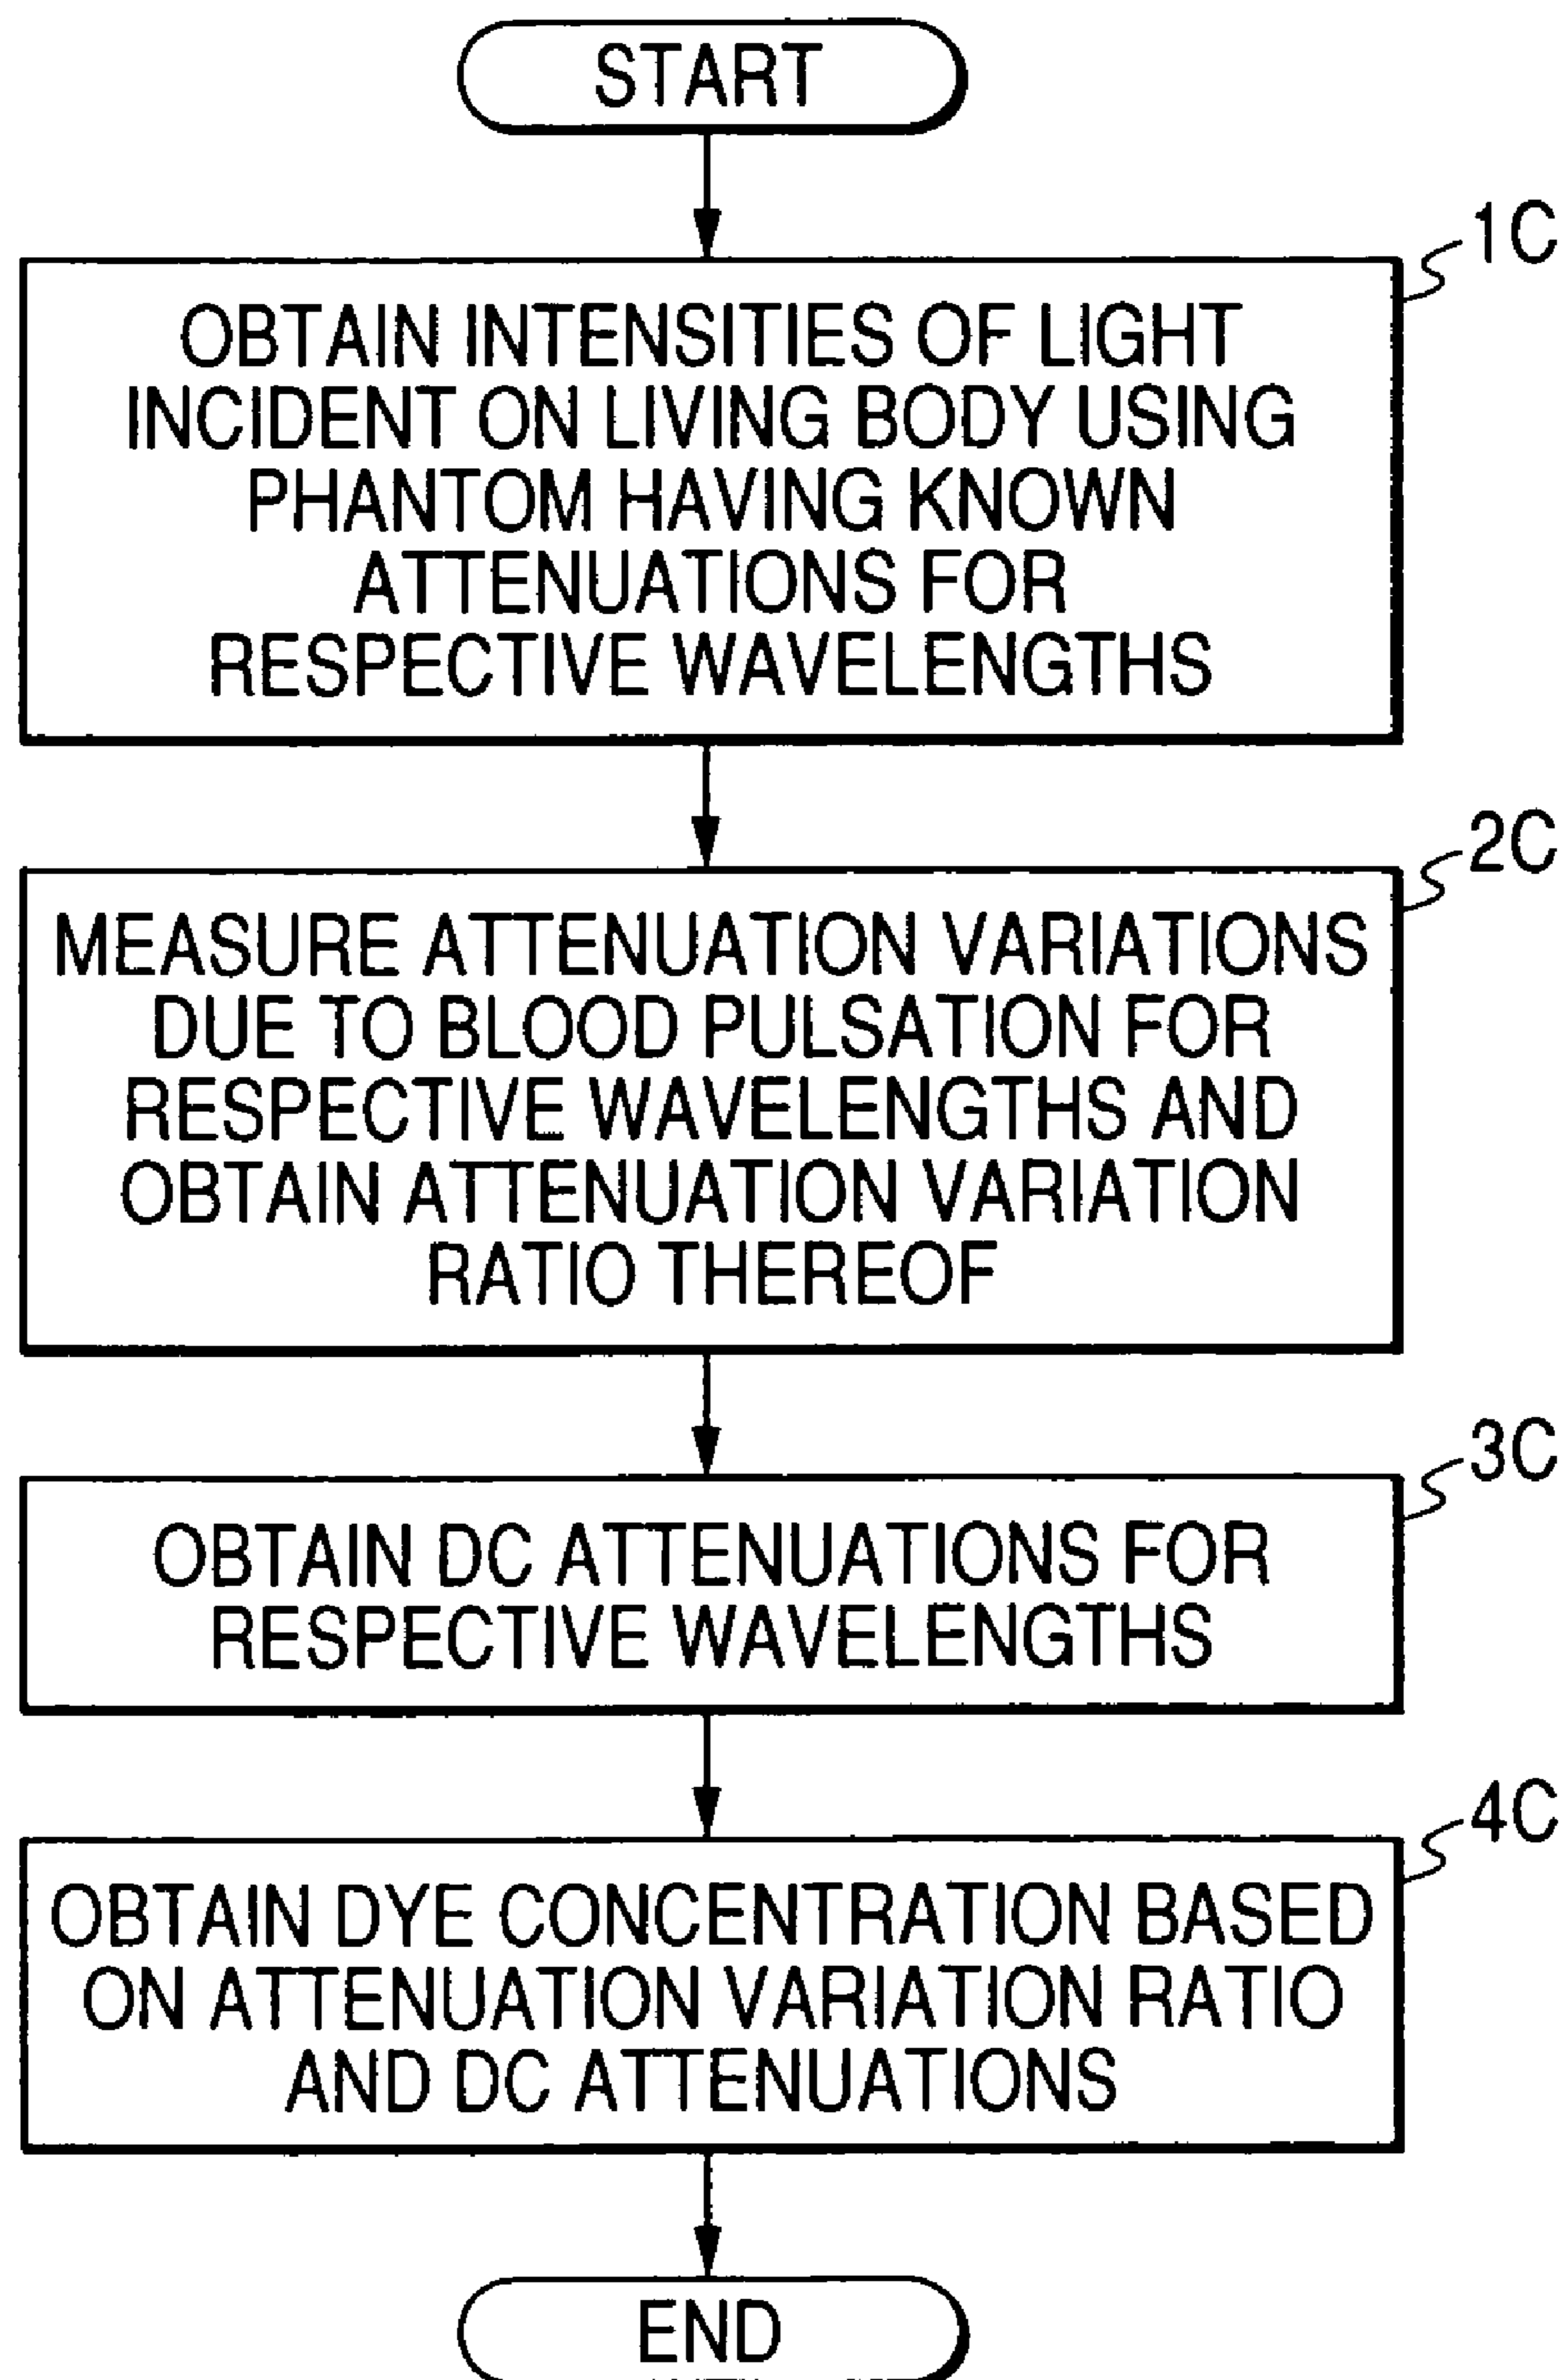 START
1C
OBTAIN INTENSITIES OF LIGHT
INCIDENT ON LIVING BODY USING
PHANTOM HAVING KNOWN
ATTENUATIONS FOR
RESPECTIVE WAVELENGTHS
2C
MEASURE ATTENUATION VARIATIONS
DUE TO BLOOD PULSATION FOR
RESPECTIVE WAVELENGTHS AND
OBTAIN ATTENUATION VARIATION
RATIO THEREOF
3C
OBTAIN DC ATTENUATIONS FOR
RESPECTIVE WAVELENGTHS
4C
OBTAIN DYE CONCENTRATION BASED
ON ATTENUATION VARIATION RATIO
AND DC ATTENUATIONS
END